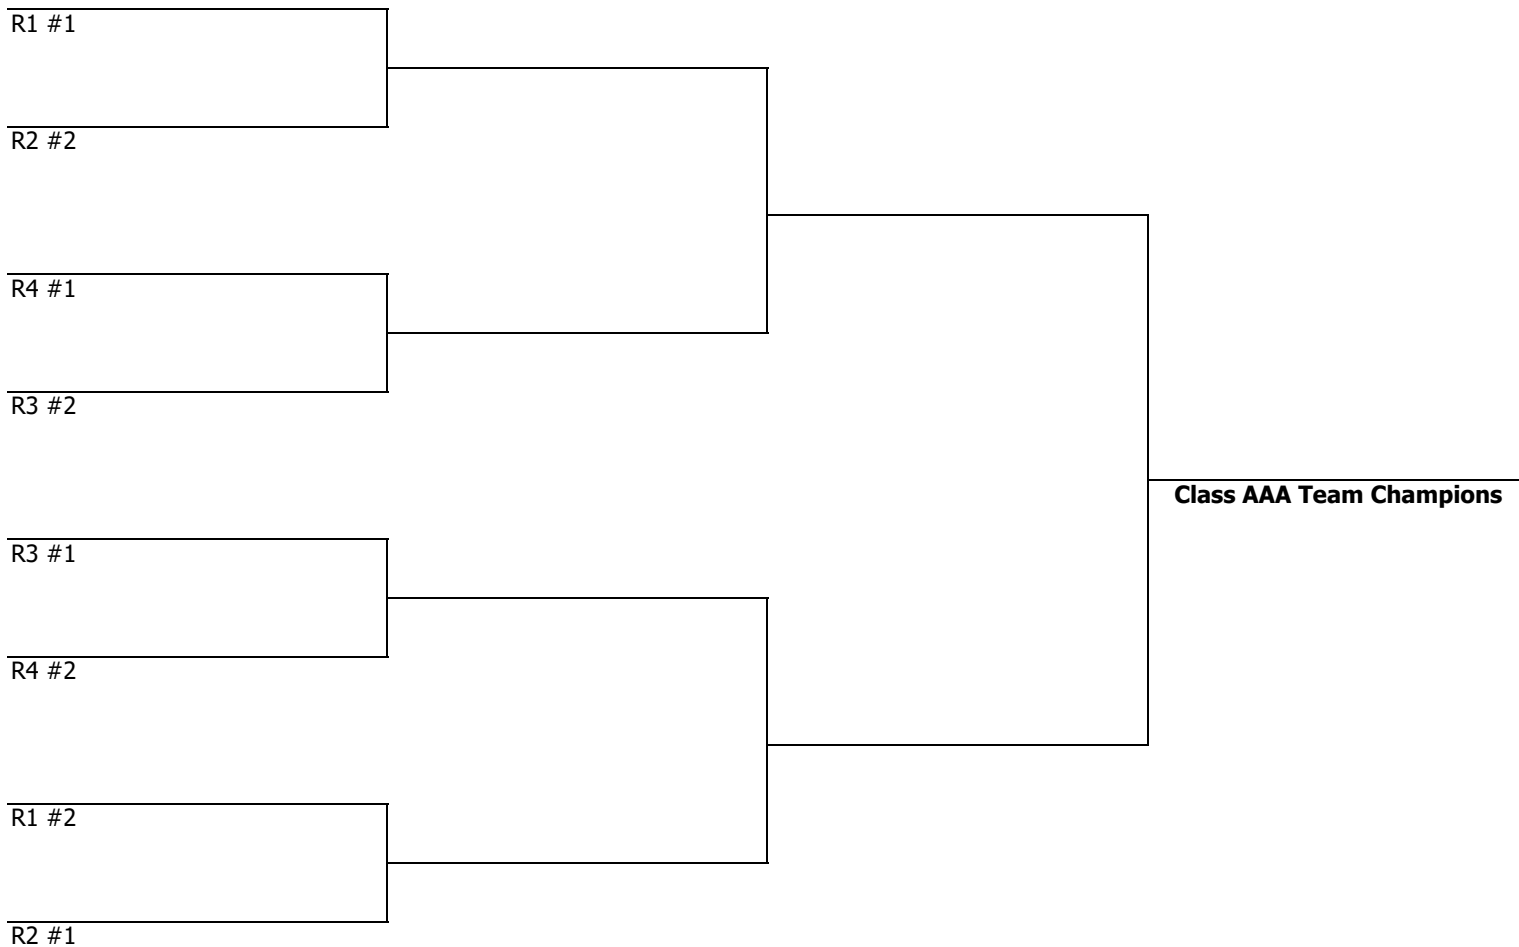 R1 #1
R2 #2
R4 #1
R3 #2
Class AAA Team Champions
R3 #1
R4 #2
R1 #2
R2 #1